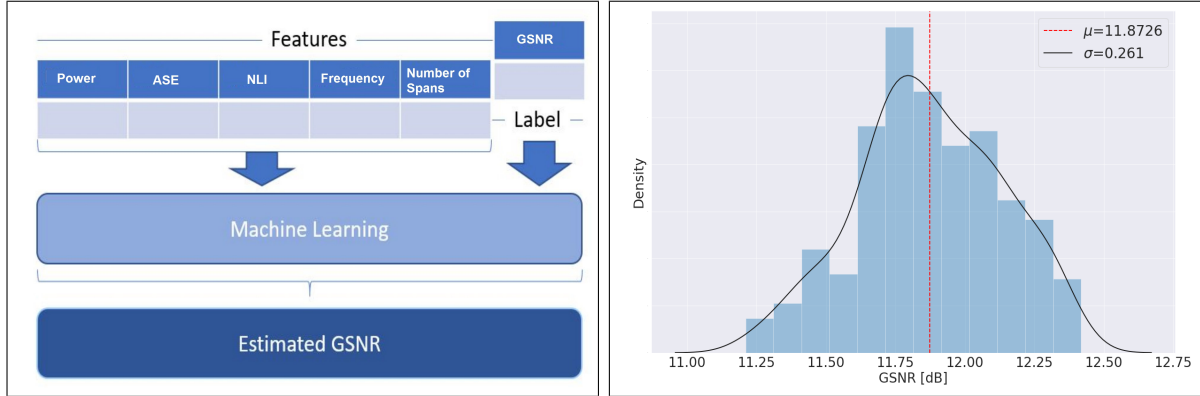 Features
GSNR
Power
ASE
NLI
Frequency
Number of
Spans
Label
Machine Learning
Estimated GSNR
μ=11.8726
σ=0.261
Density
11.00
11.25
11.50
11.75
12.00
12.25
12.50
12.75
GSNR [dB]